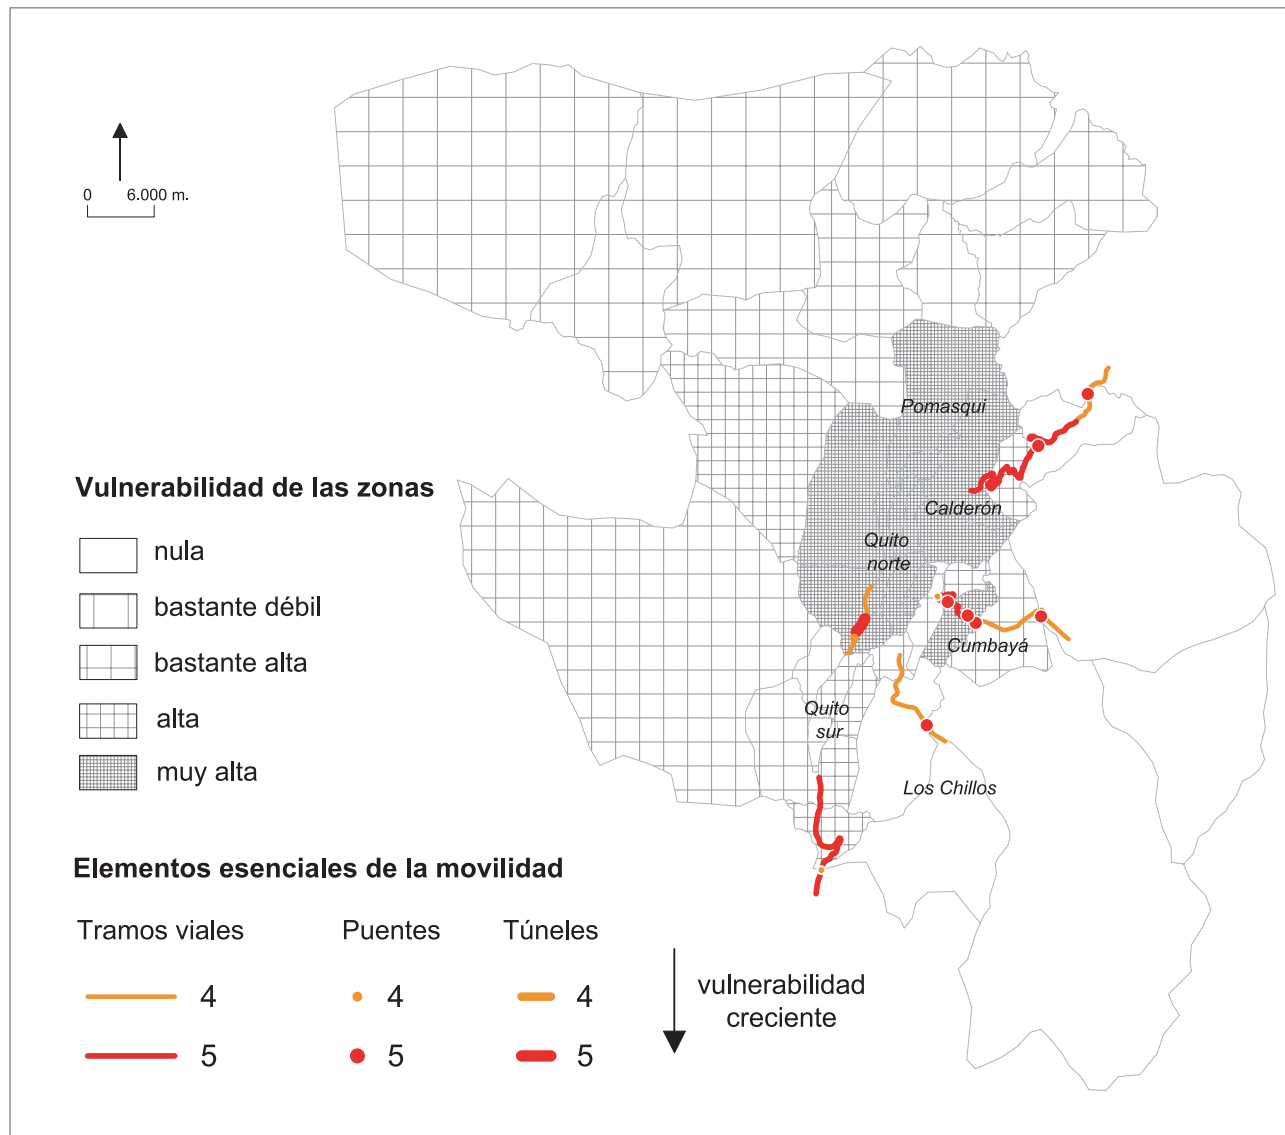 0 6.000 m.
Pomasqui
Calderón
Quito
norte
Cumbayá
Quito
sur
Los Chillos
Vulnerabilidad de las zonas
nula
bastante débil
bastante alta
alta
muy alta
Elementos esenciales de la movilidad
Tramos viales Puentes Túneles
4 4 4
5 5 5
vulnerabilidad
creciente